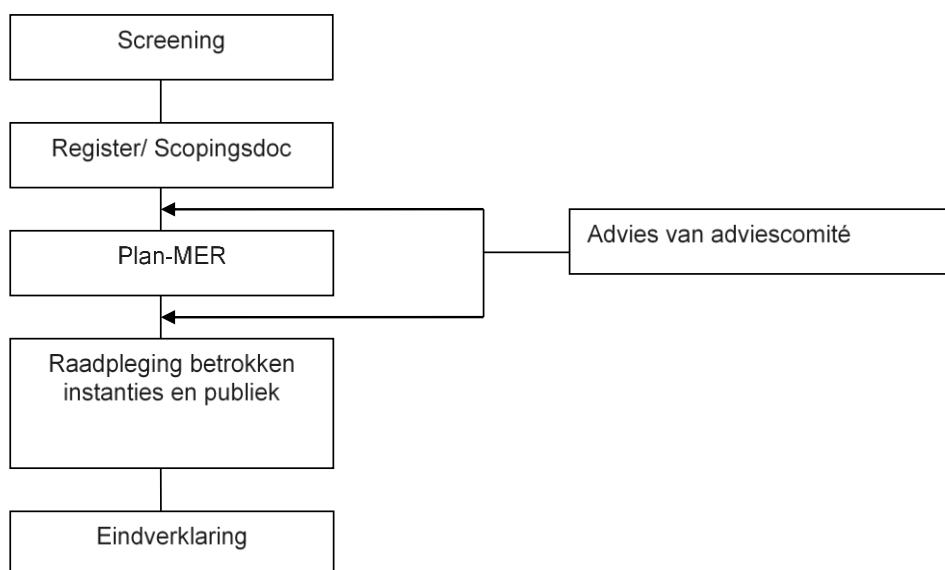 Screening
Register/ Scopingsdoc
Advies van adviescomité
Plan-MER
Raadpleging betrokken
instanties en publiek
Eindverklaring